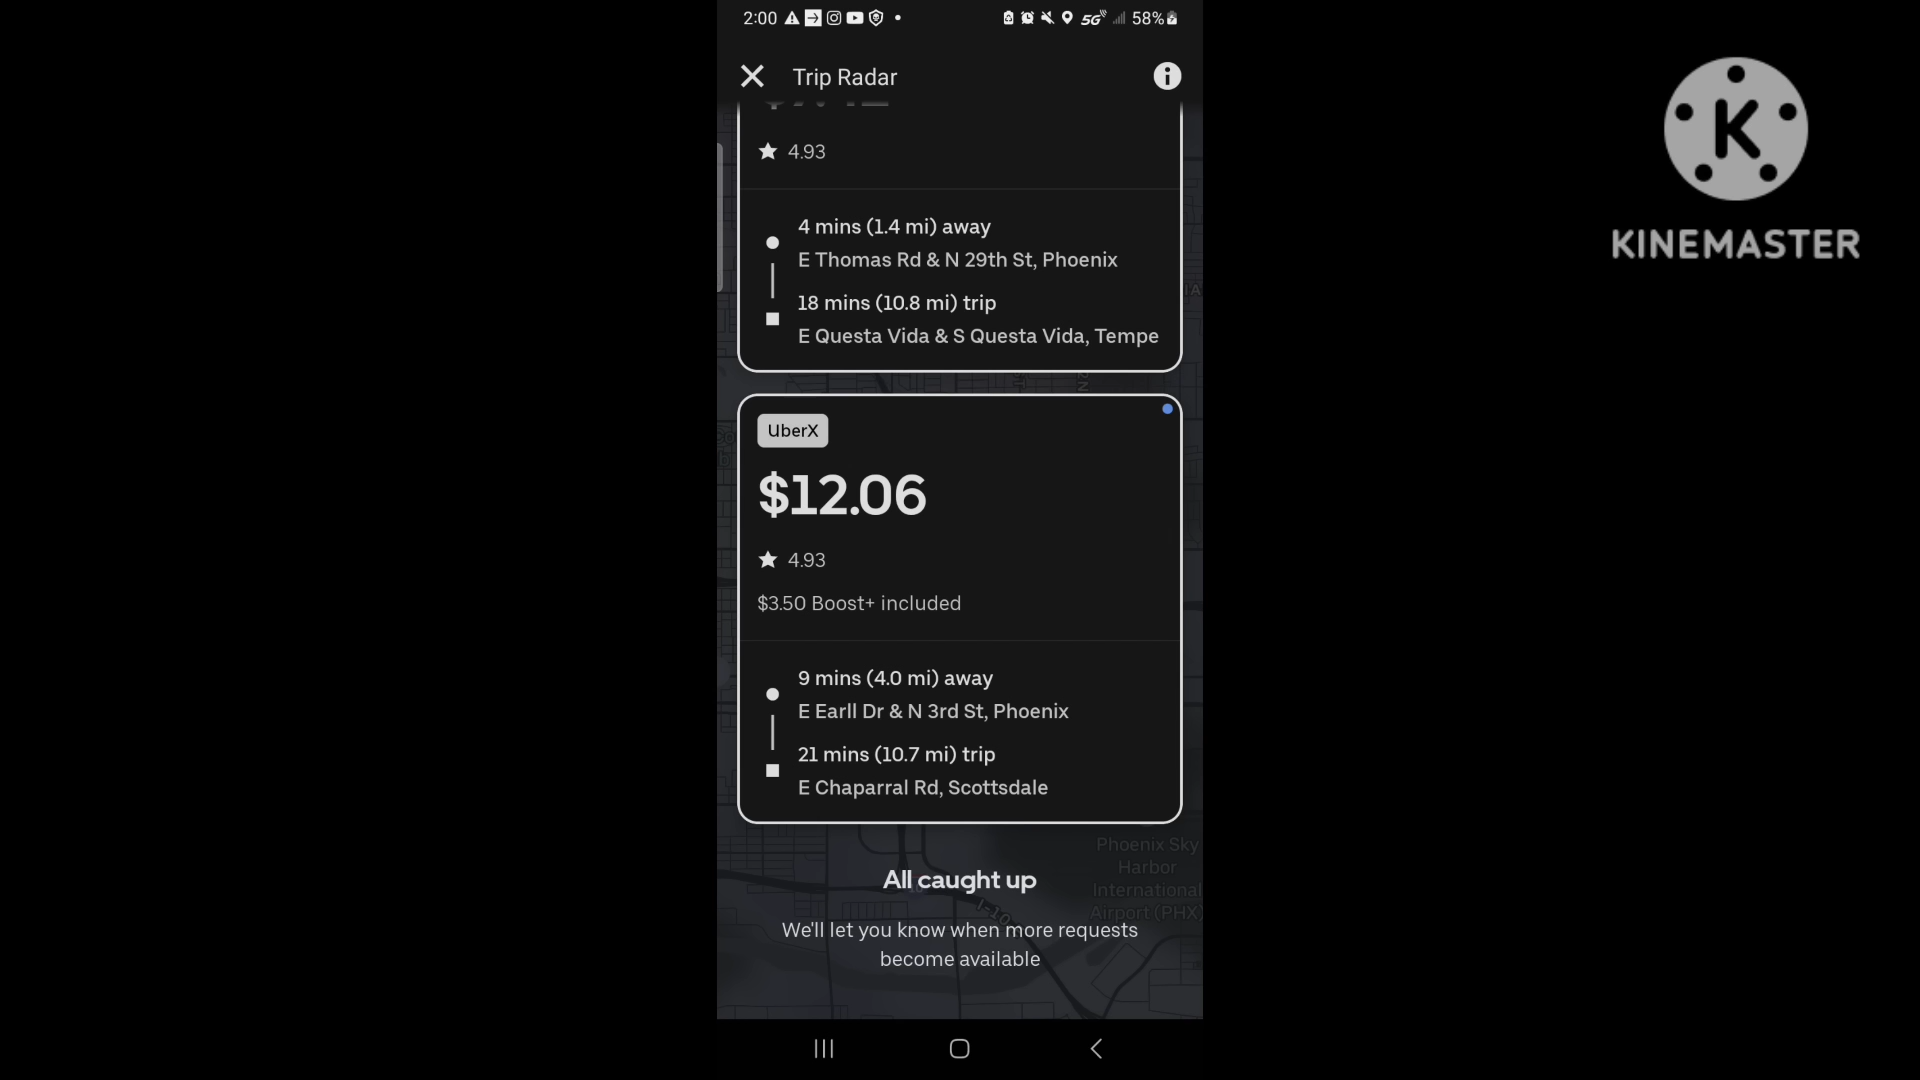 2:00
5G
58%
Trip Radar
4.93
4 mins (1.4 mi) away
E Thomas Rd & N 29th St, Phoenix
18 mins (10.8 mi) trip
E Questa Vida & S Questa Vida, Tempe
UberX
$12.06
4.93
$3.50 Boost+ included
9 mins (4.0 mi) away
E Earll Dr & N 3rd St, Phoenix
21 mins (10.7 mi) trip
E Chaparral Rd, Scottsdale
Phoenix Sky
Harbor
International
Airport (PHX)
I-10
All caught up
We'll let you know when more requests
become available
K
KINEMASTER